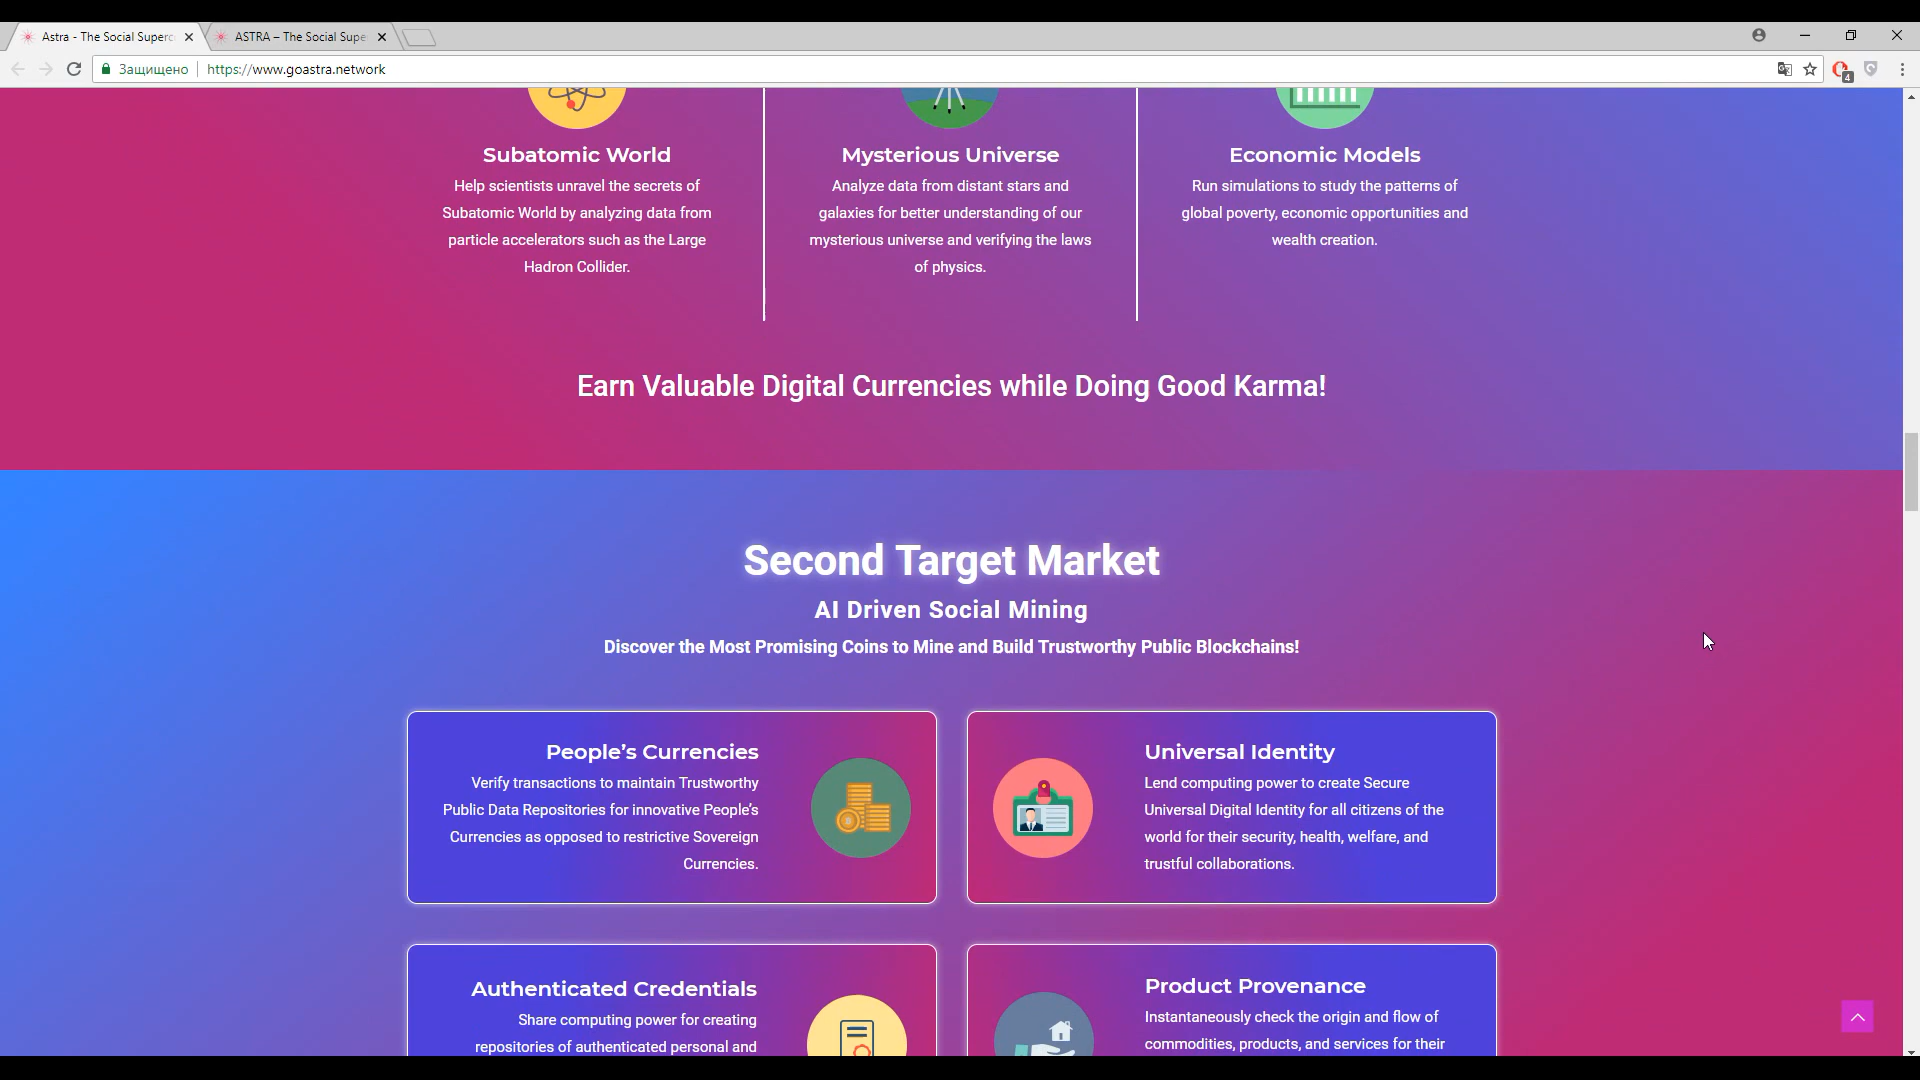 Astra - The Social Superc
ASTRA – The Social Supe
Защищено
https://www.goastra.network
4
Subatomic World
Help scientists unravel the secrets of
Subatomic World by analyzing data from
particle accelerators such as the Large
Hadron Collider.
Mysterious Universe
Analyze data from distant stars and
galaxies for better understanding of our
mysterious universe and verifying the laws
of physics.
Economic Models
Run simulations to study the patterns of
global poverty, economic opportunities and
wealth creation.
Earn Valuable Digital Currencies while Doing Good Karma!
Second Target Market
AI Driven Social Mining
Discover the Most Promising Coins to Mine and Build Trustworthy Public Blockchains!
People's Currencies
Verify transactions to maintain Trustworthy
Public Data Repositories for innovative People's
Currencies as opposed to restrictive Sovereign
Currencies.
Universal Identity
Lend computing power to create Secure
Universal Digital Identity for all citizens of the
world for their security, health, welfare, and
trustful collaborations.
Authenticated Credentials
Share computing power for creating
repositories of authenticated personal and
Product Provenance
Instantaneously check the origin and flow of
commodities, products, and services for their